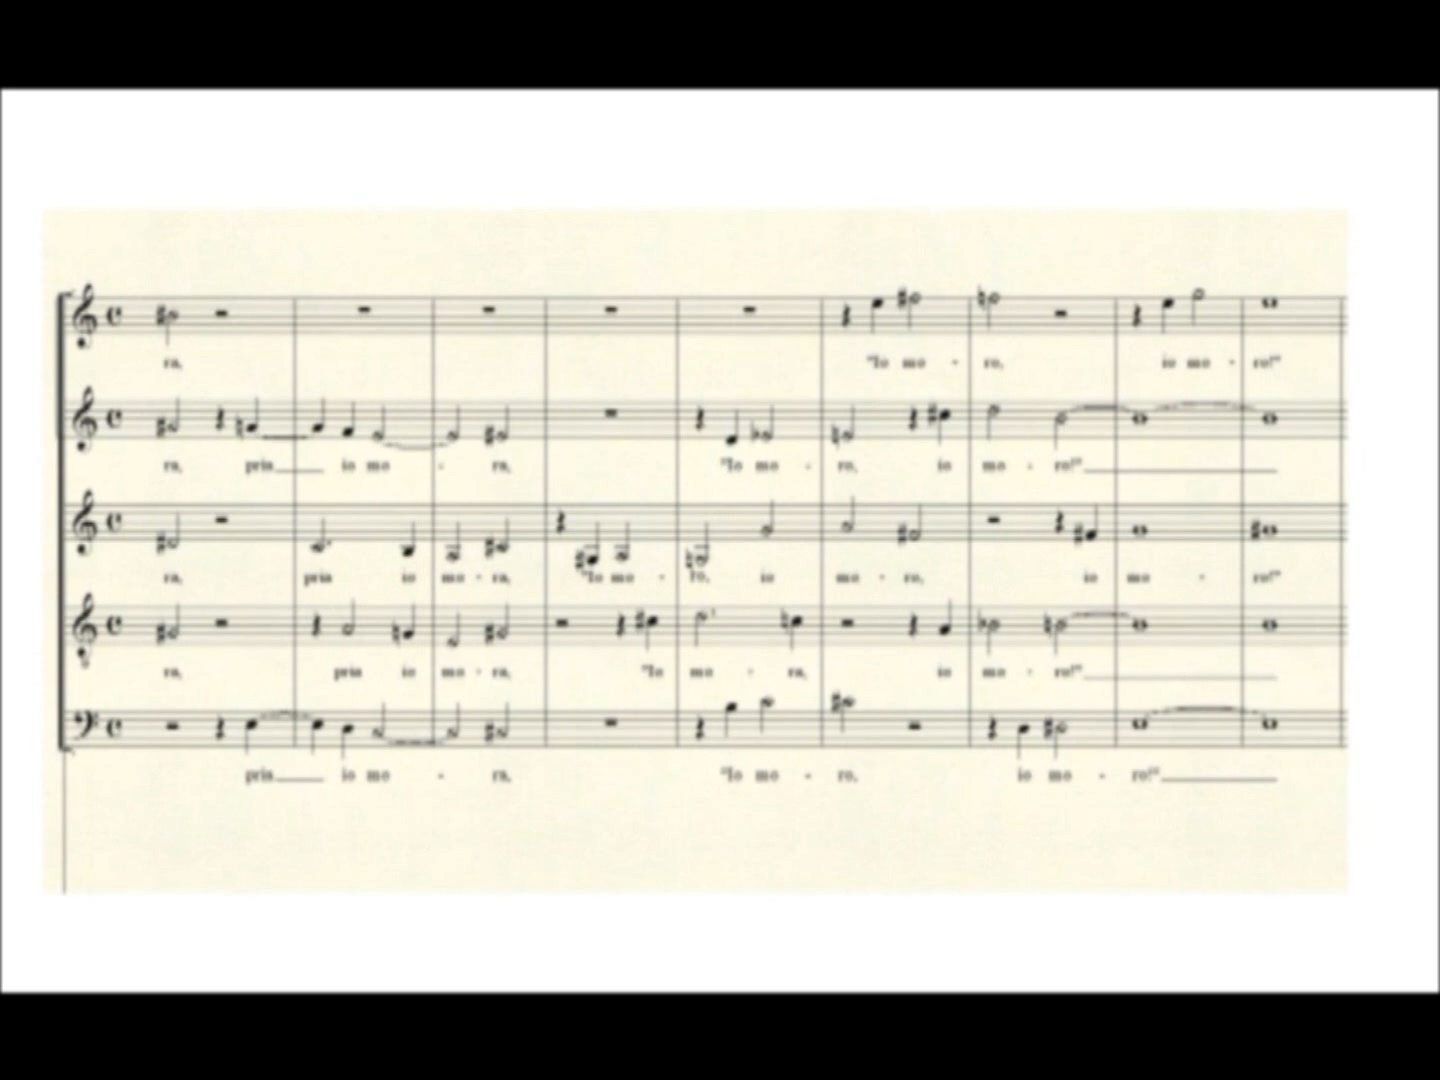 ra, "Io mo - ro, io mo - ro!"
ra, pria io mo - ra, "Io mo - ro, io mo - ro!"
ra, pria io mo - ra, "Io mo - ro, io mo - ro, io mo - ro!"
ra, pria io mo - ra, "Io mo - ra, io mo - ro!"
pria io mo - ra, "Io mo - ro, io mo - ro!"